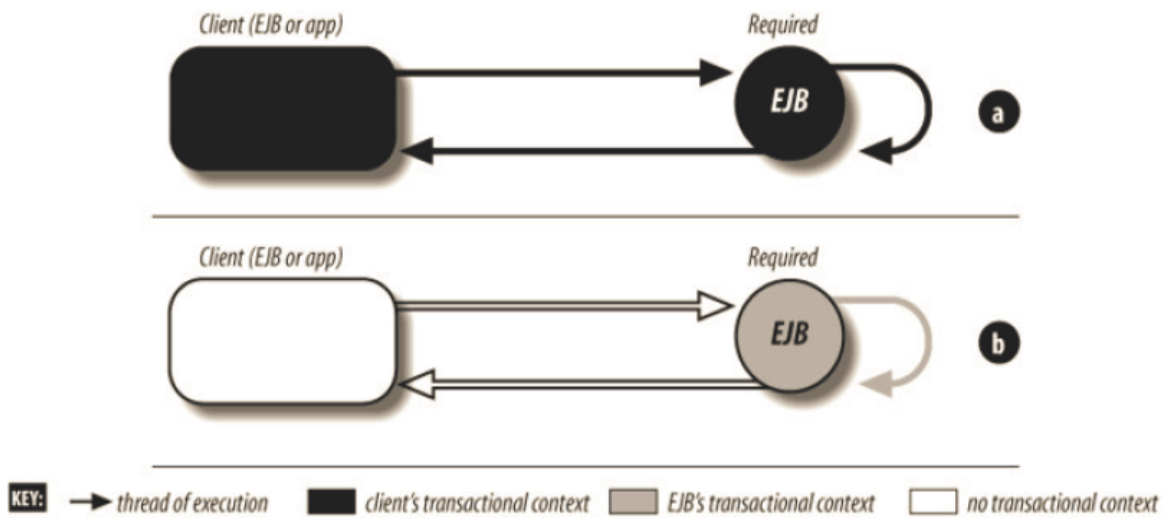 Client (EJB or app) Required
EJB
a
Client (EJB or app) Required
EJB
b
KEY: thread of execution client's transactional context EJB's transactional context no transactional context